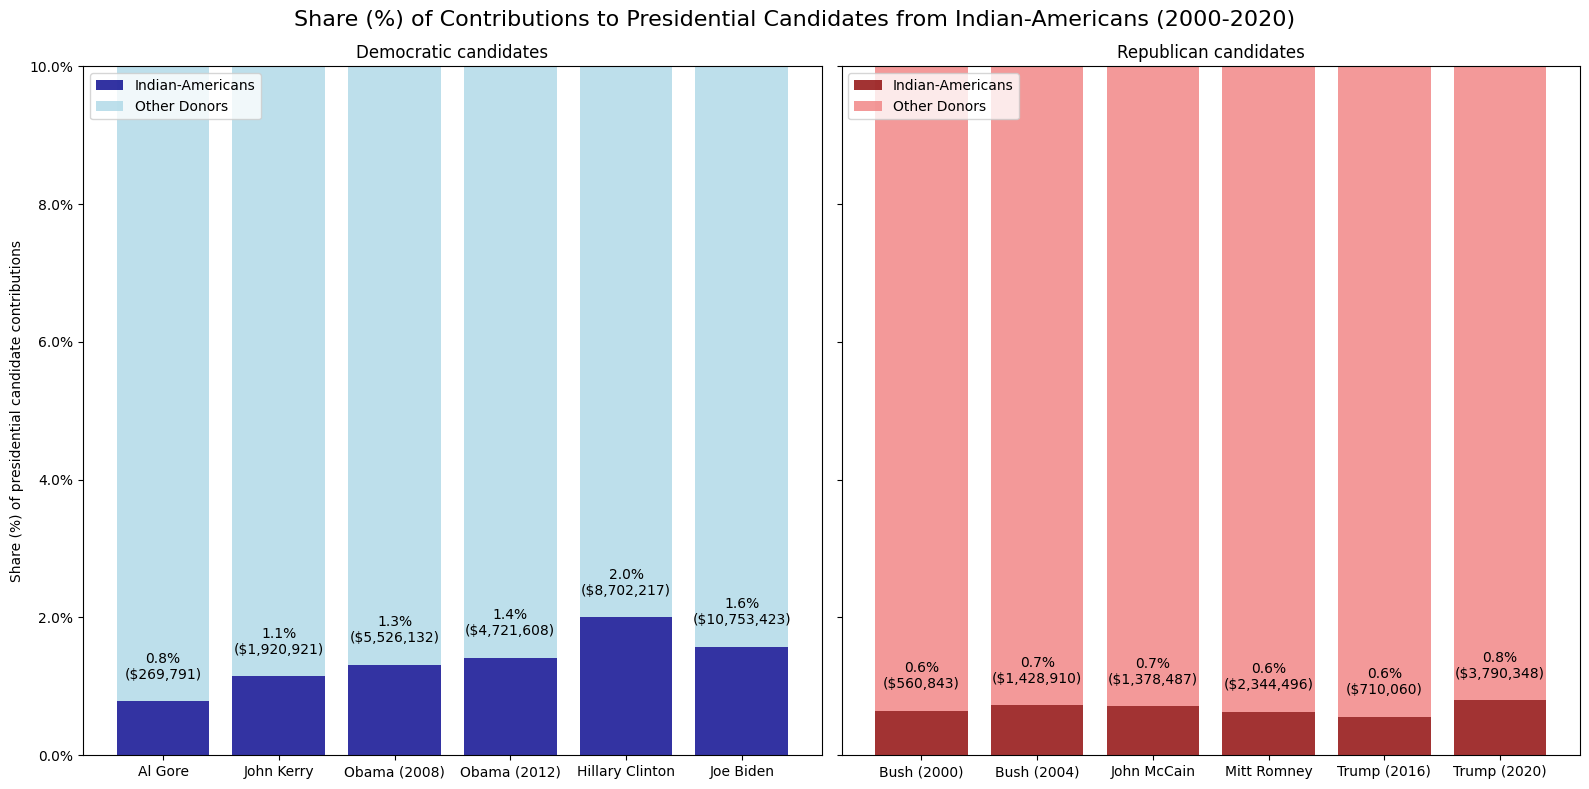 Share (%) of Contributions to Presidential Candidates from Indian-Americans (2000-2020)
Democratic candidates
Indian-Americans
Other Donors
Share (%) of presidential candidate contributions
10.0%
8.0%
6.0%
4.0%
2.0%
0.0%
0.8%
($269,791)
1.1%
($1,920,921)
1.3%
($5,526,132)
1.4%
($4,721,608)
2.0%
($8,702,217)
1.6%
($10,753,423)
Al Gore
John Kerry
Obama (2008)
Obama (2012)
Hillary Clinton
Joe Biden
Republican candidates
Indian-Americans
Other Donors
0.6%
($560,843)
0.7%
($1,428,910)
0.7%
($1,378,487)
0.6%
($2,344,496)
0.6%
($710,060)
0.8%
($3,790,348)
Bush (2000)
Bush (2004)
John McCain
Mitt Romney
Trump (2016)
Trump (2020)